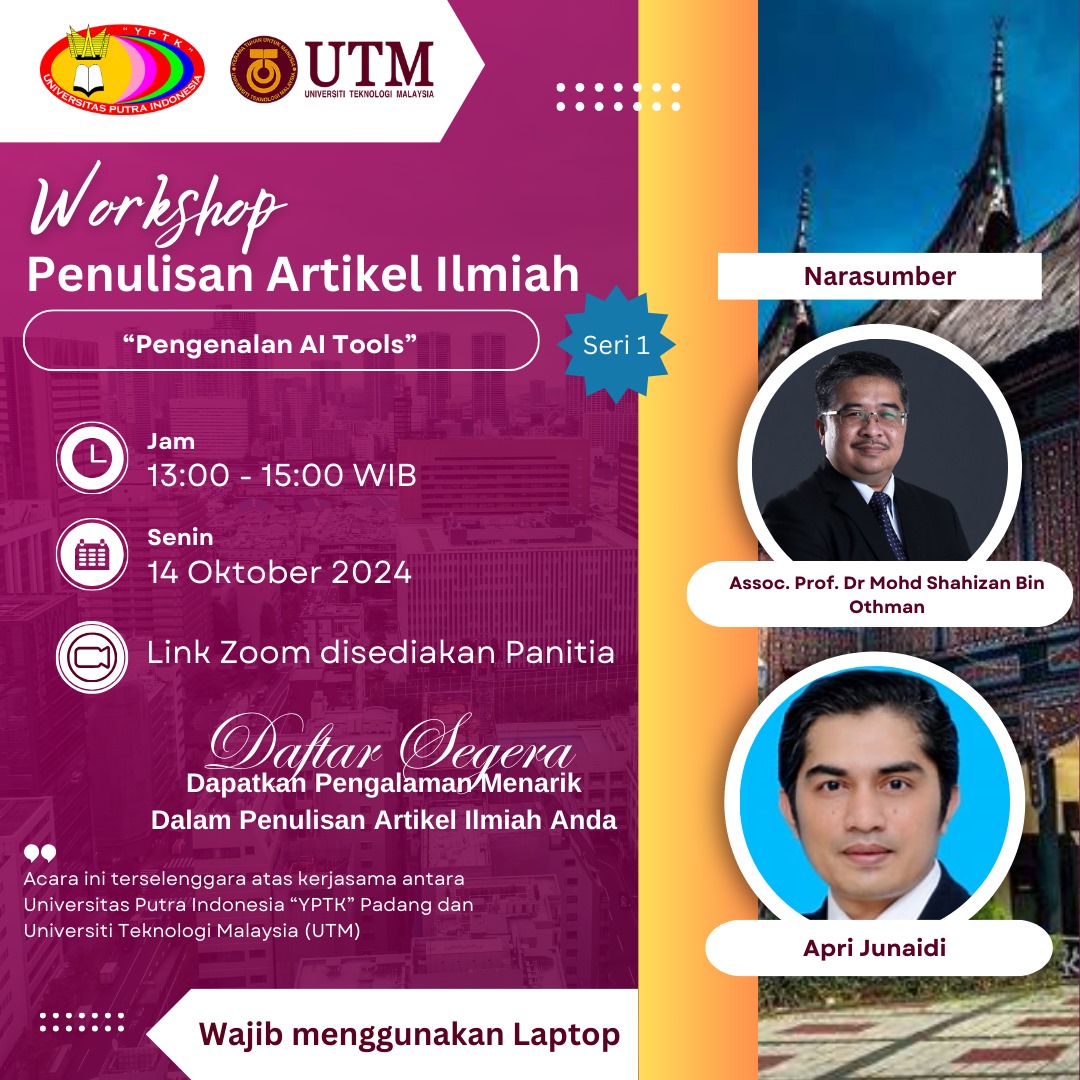 "YPTK"
UNIVERSITAS PUTRA INDONESIA
UTM
UNIVERSITI TEKNOLOGI MALAYSIA
Workshop
Penulisan Artikel Ilmiah
“Pengenalan AI Tools”
Seri 1
Jam
13:00 - 15:00 WIB
Senin
14 Oktober 2024
Link Zoom disediakan Panitia
Daftar Segera
Dapatkan Pengalaman Menarik
Dalam Penulisan Artikel Ilmiah Anda
Acara ini terselenggara atas kerjasama antara
Universitas Putra Indonesia “YPTK” Padang dan
Universiti Teknologi Malaysia (UTM)
Wajib menggunakan Laptop
Narasumber
Assoc. Prof. Dr Mohd Shahizan Bin
Othman
Apri Junaidi